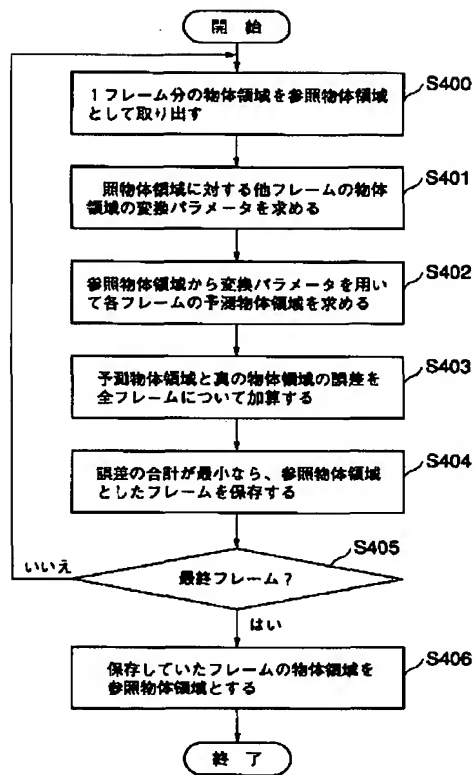 開 始
1フレーム分の物体領域を参照物体領域
として取り出す
S400
照物体領域に対する他フレームの物体
領域の変換パラメータを求める
S401
参照物体領域から変換パラメータを用い
て各フレームの予測物体領域を求める
S402
予測物体領域と真の物体領域の誤差を
全フレームについて加算する
S403
誤差の合計が最小なら、参照物体領域
としたフレームを保存する
S404
S405
最終フレーム?
いいえ
はい
保存していたフレームの物体領域を
参照物体領域とする
S406
終 了